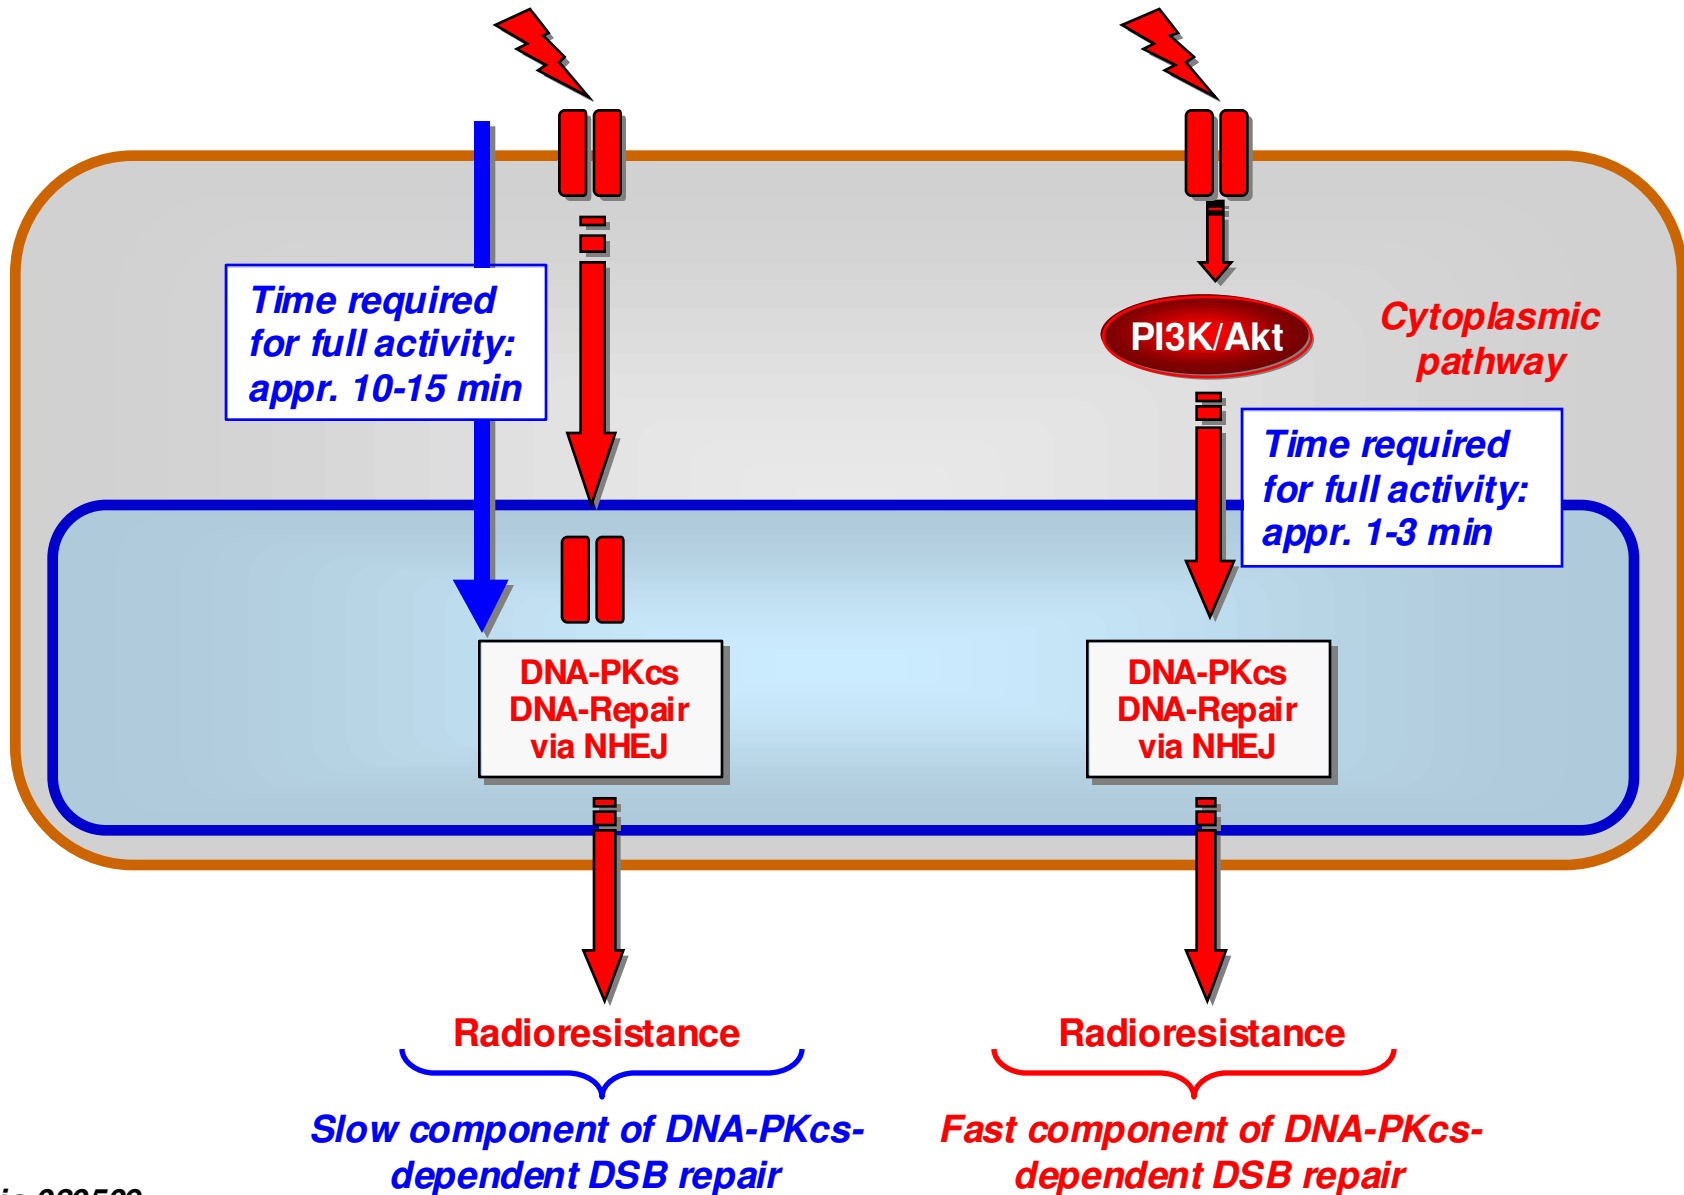 Time required
for full activity:
appr. 10-15 min
PI3K/Akt
Cytoplasmic
pathway
Time required
for full activity:
appr. 1-3 min
DNA-PKcs
DNA-Repair
via NHEJ
DNA-PKcs
DNA-Repair
via NHEJ
Radioresistance
Radioresistance
Slow component of DNA-PKcs-
dependent DSB repair
Fast component of DNA-PKcs-
dependent DSB repair